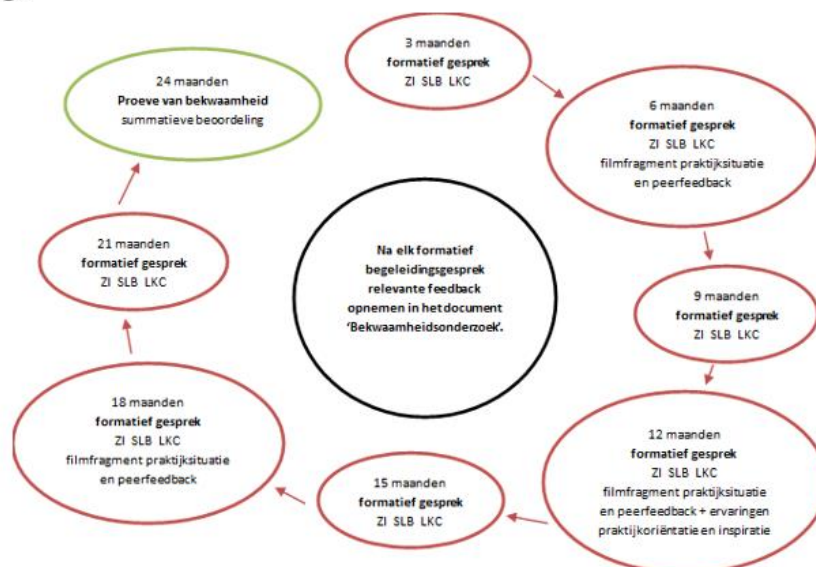 3 maanden
formatief gesprek
ZI SLB LKC
6 maanden
formatief gesprek
ZI SLB LKC
filmfragment praktijksituatie
en peerfeedback
9 maanden
formatief gesprek
ZI SLB LKC
12 maanden
formatief gesprek
ZI SLB LKC
filmfragment praktijksituatie
en peerfeedback + ervaringen
praktijkoriëntatie en inspiratie
15 maanden
formatief gesprek
ZI SLB LKC
18 maanden
formatief gesprek
ZI SLB LKC
filmfragment praktijksituatie
en peerfeedback
21 maanden
formatief gesprek
ZI SLB LKC
24 maanden
Proeve van bekwaamheid
summatieve beoordeling
Na elk formatief
begeleidingsgesprek
relevante feedback
opnemen in het document
‘Bekwaamheidsonderzoek’.